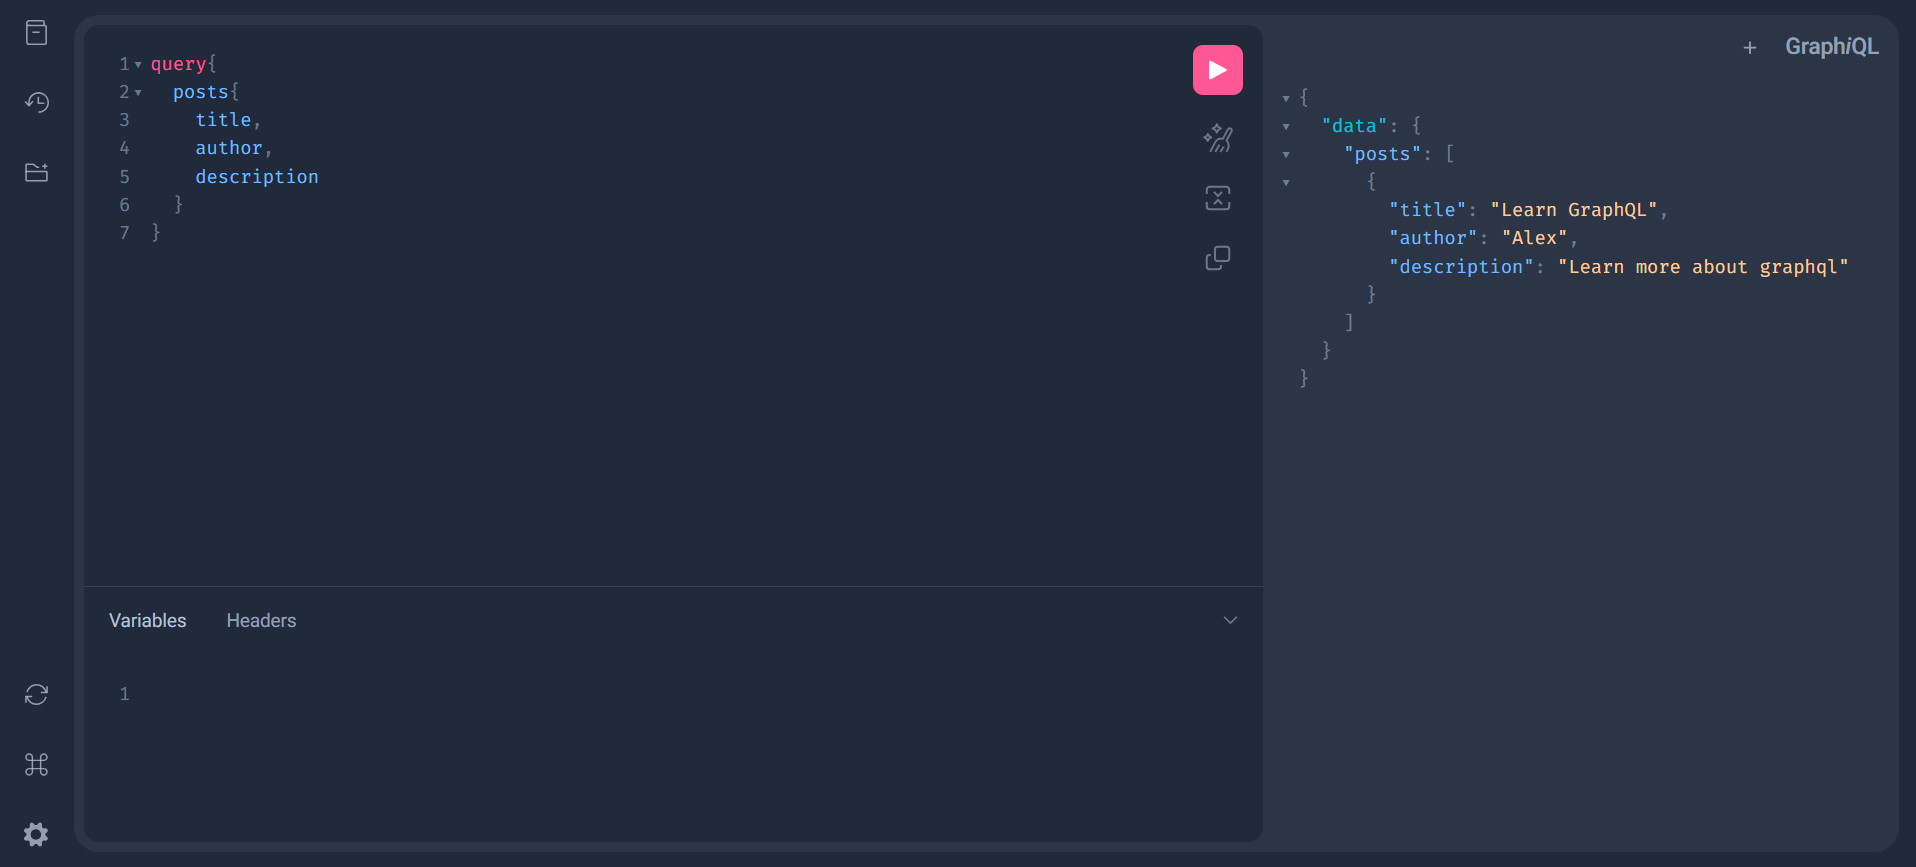 1 query{
2 posts{
3 title,
4 author,
5 description
6 }
7 }
Variables Headers
1
+ GraphiQL
{
"data": {
"posts": [
{
"title": "Learn GraphQL",
"author": "Alex",
"description": "Learn more about graphql"
}
]
}
}